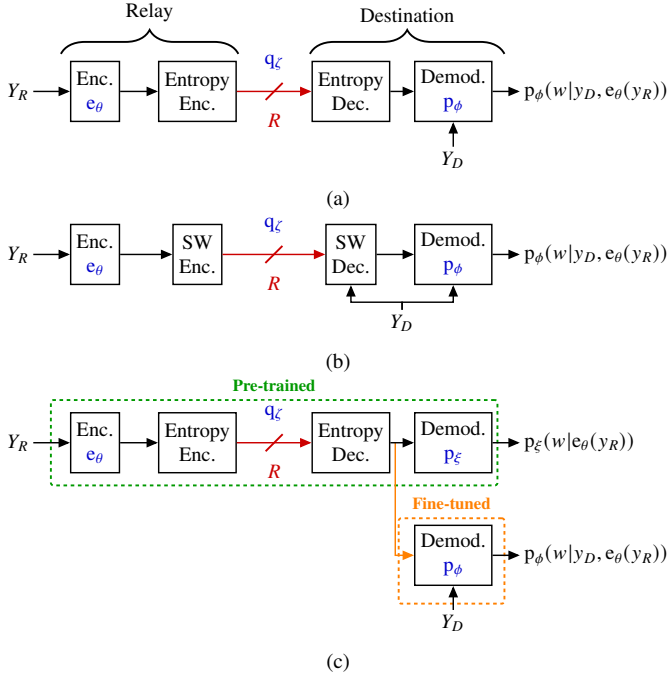 Relay Destination
Y_R Enc. e_θ Entropy Enc. q_ζ R Entropy Dec. Demod. p_ϕ p_ϕ(w|y_D, e_θ(y_R))
Y_D
(a)
Y_R Enc. e_θ SW Enc. q_ζ R SW Dec. Demod. p_ϕ p_ϕ(w|y_D, e_θ(y_R))
Y_D
(b)
Pre-trained
Y_R Enc. e_θ Entropy Enc. q_ζ R Entropy Dec. Demod. p_ξ p_ξ(w|e_θ(y_R))
Fine-tuned
Demod. p_ϕ p_ϕ(w|y_D, e_θ(y_R))
Y_D
(c)